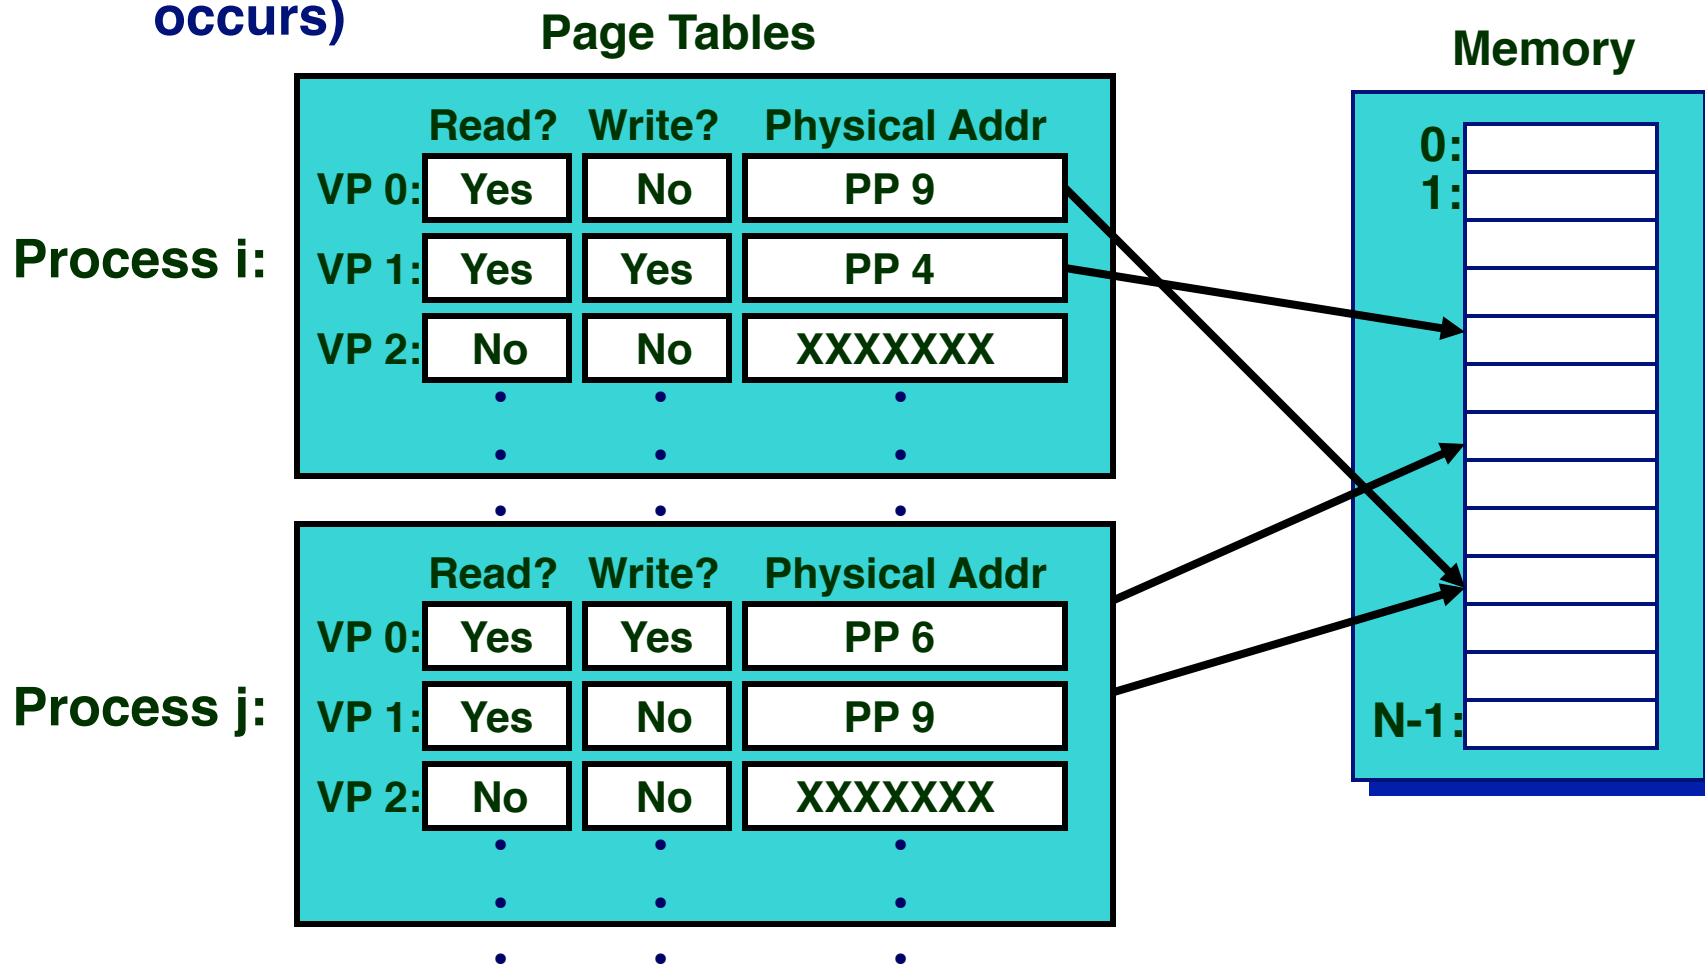 occurs)
Page Tables
Memory
Read? Write? Physical Addr
VP 0: Yes No PP 9
VP 1: Yes Yes PP 4
VP 2: No No XXXXXXX
Process i:
Read? Write? Physical Addr
VP 0: Yes Yes PP 6
VP 1: Yes No PP 9
VP 2: No No XXXXXXX
Process j:
0:
1:
N-1: